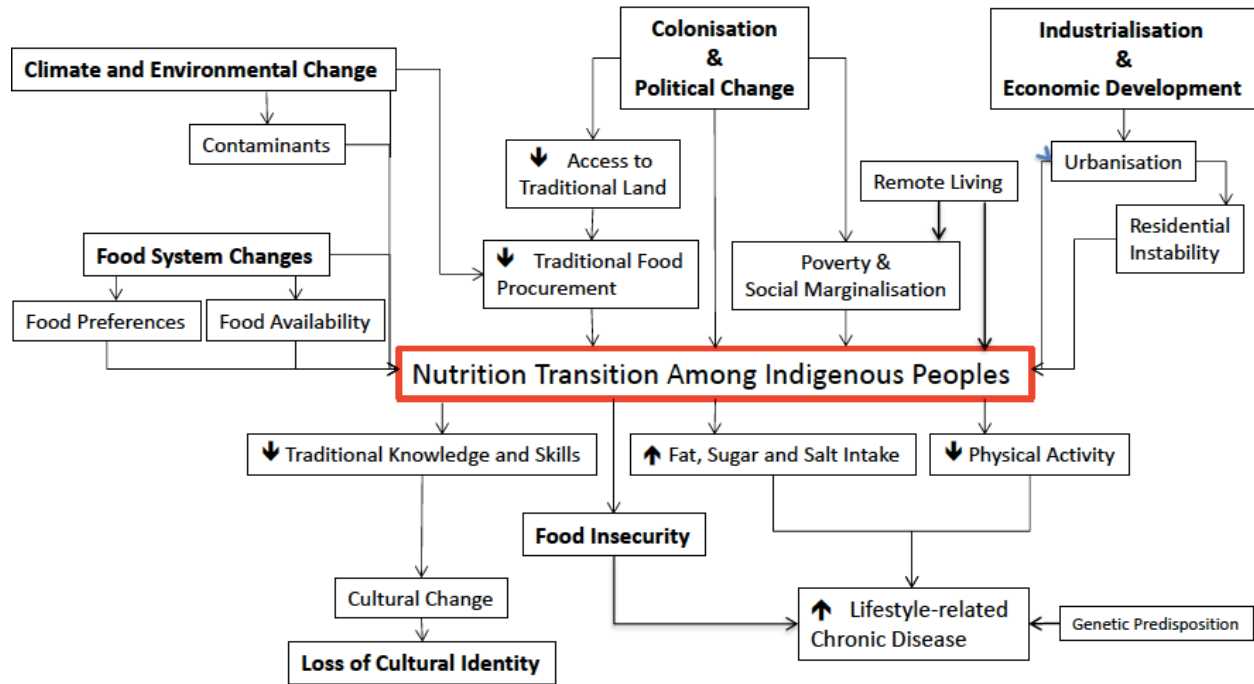 Climate and Environmental Change
Contaminants
Food System Changes
Food Preferences
Food Availability
Colonisation
&
Political Change
🡻 Access to
Traditional Land
🡻 Traditional Food
Procurement
Remote Living
Poverty &
Social Marginalisation
Industrialisation
&
Economic Development
Urbanisation
Residential
Instability
Nutrition Transition Among Indigenous Peoples
🡻 Traditional Knowledge and Skills
🡹 Fat, Sugar and Salt Intake
🡻 Physical Activity
Food Insecurity
Cultural Change
Loss of Cultural Identity
🡹 Lifestyle-related
Chronic Disease
Genetic Predisposition